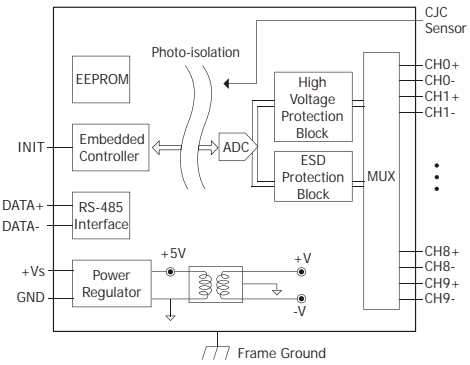 CJC
Sensor
Photo-isolation
EEPROM
High
Voltage
Protection
Block
CH0+
CH0-
CH1+
CH1-
INIT
Embedded
Controller
ADC
ESD
Protection
Block
MUX
DATA+
DATA-
RS-485
Interface
+Vs
GND
Power
Regulator
+5V
+V
-V
CH8+
CH8-
CH9+
CH9-
Frame Ground